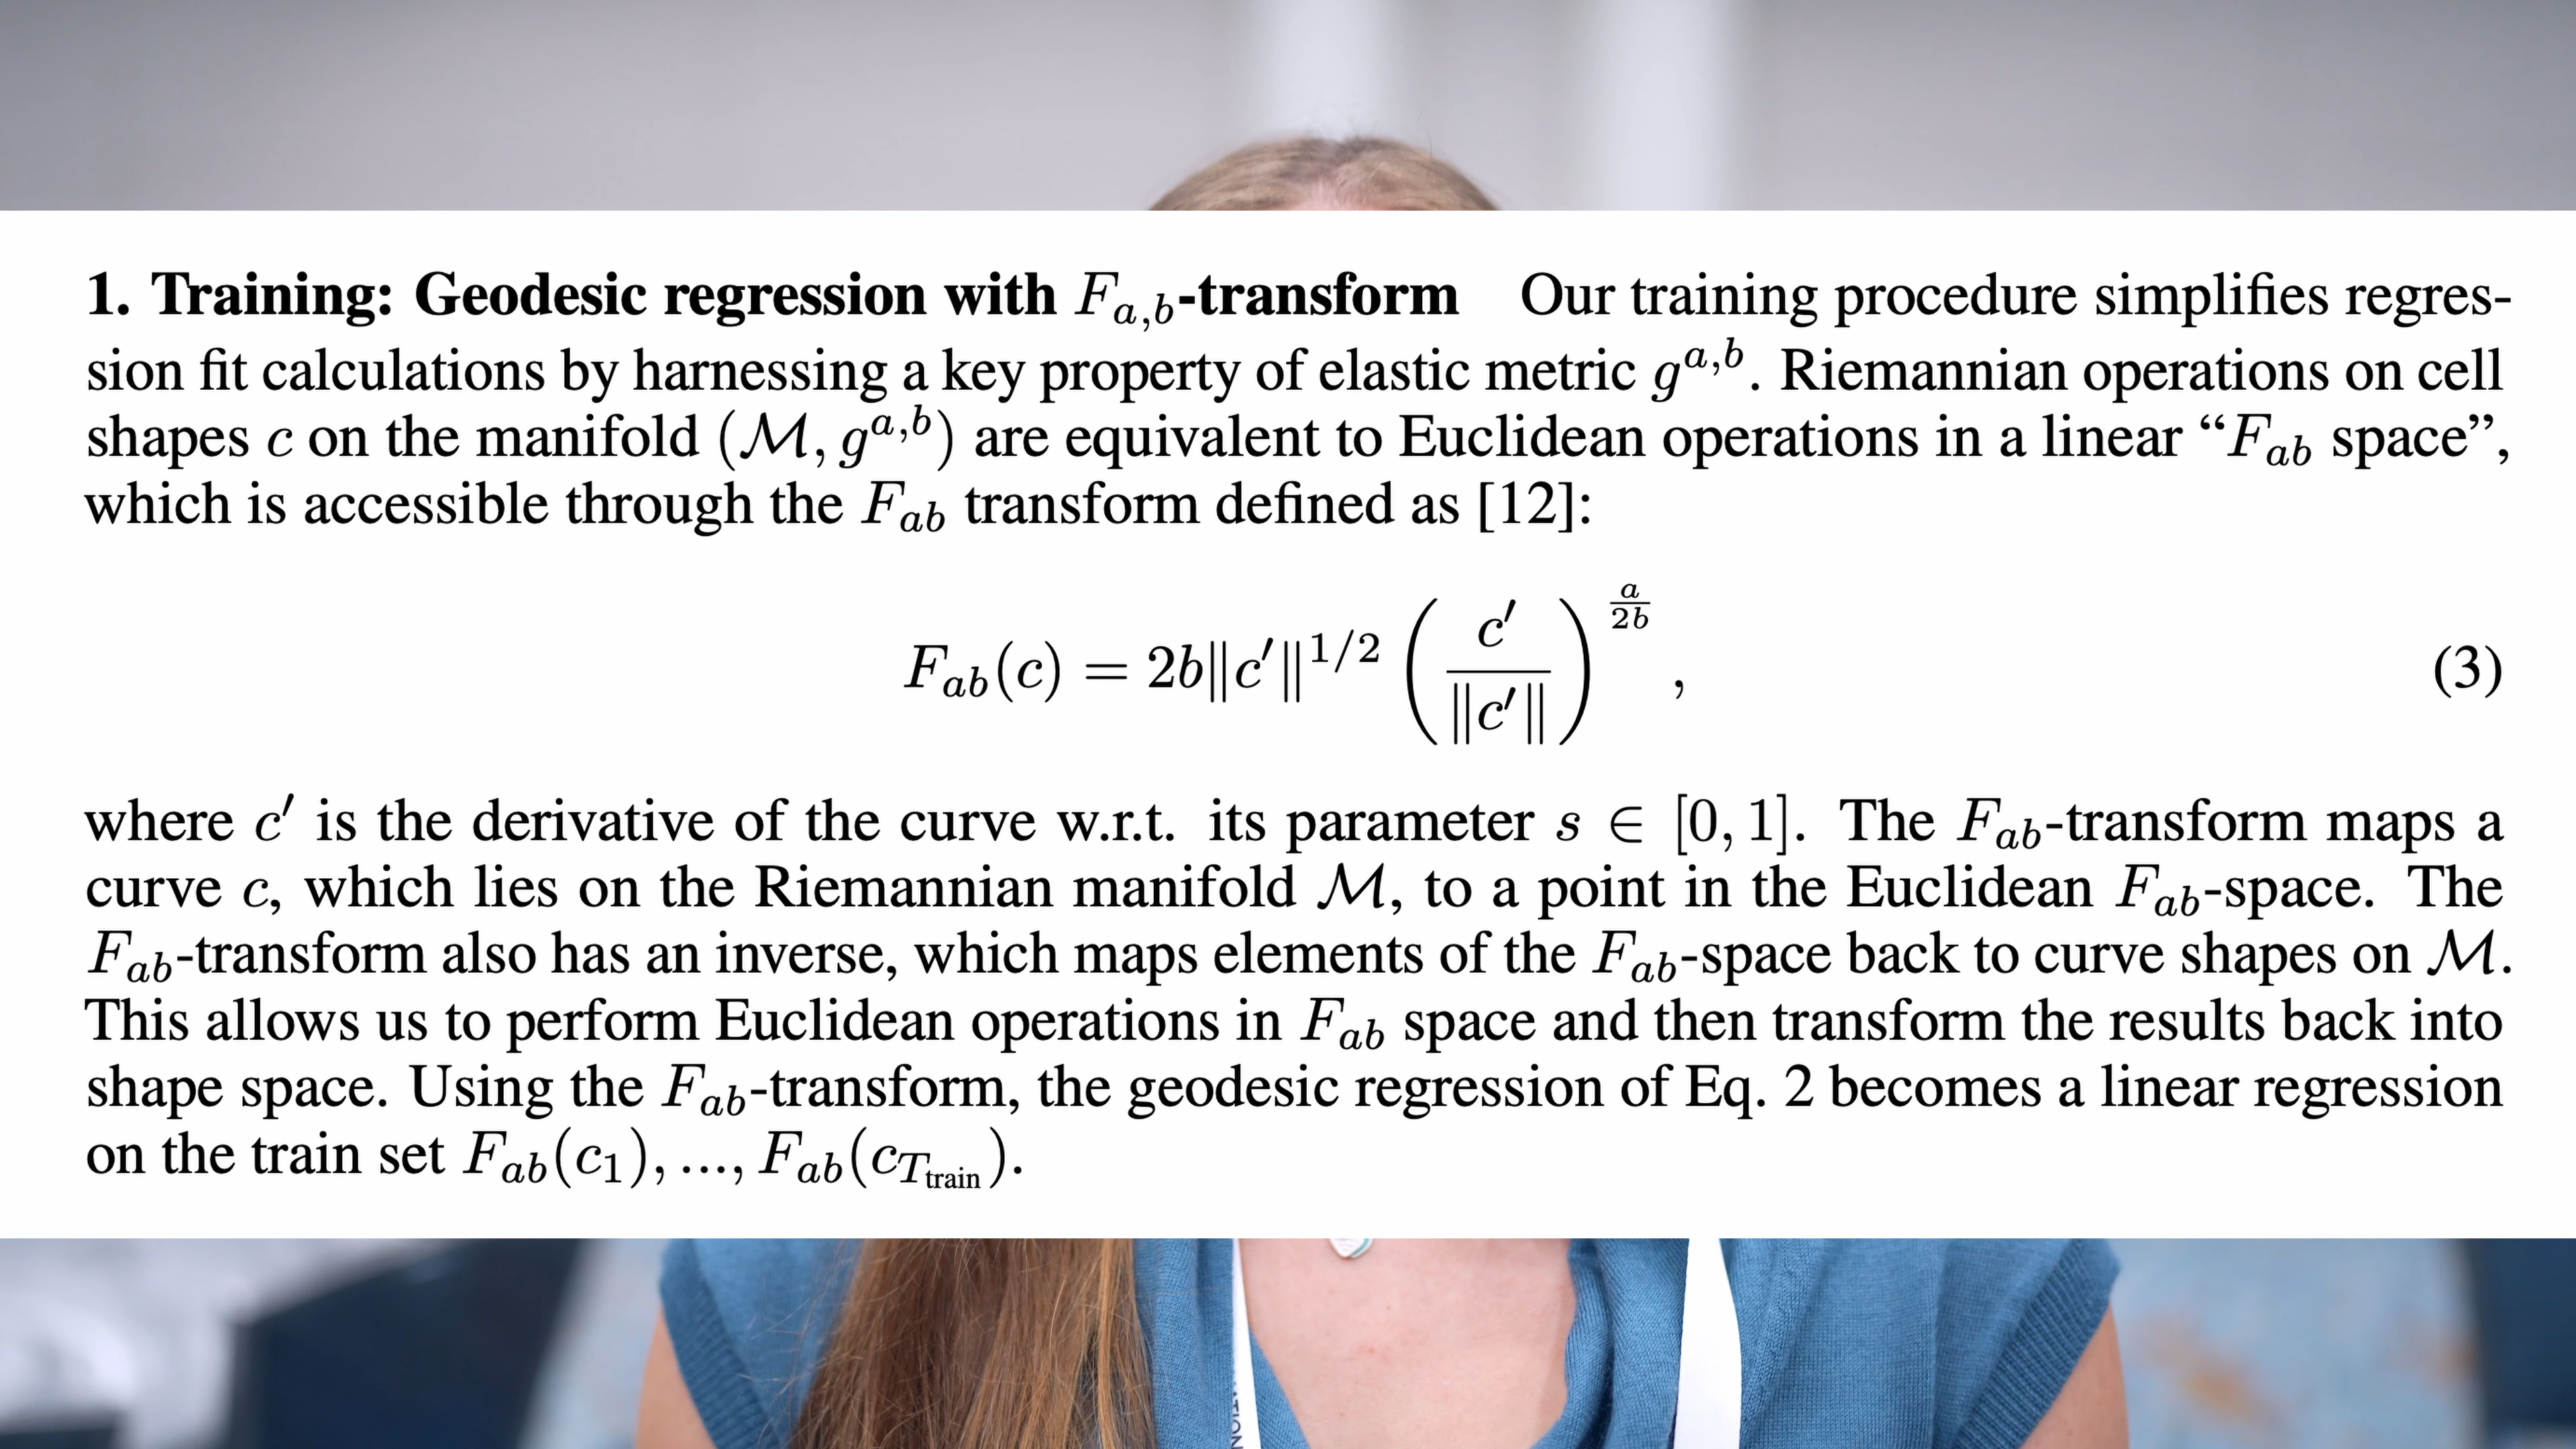 1. Training: Geodesic regression with F_{a,b}-transform Our training procedure simplifies regres-
sion fit calculations by harnessing a key property of elastic metric g^{a,b}. Riemannian operations on cell
shapes c on the manifold (ℳ, g^{a,b}) are equivalent to Euclidean operations in a linear “F_{ab} space”,
which is accessible through the F_{ab} transform defined as [12]:
F_{ab}(c) = 2b‖c′‖^{1/2} (c′/‖c′‖)^{a/2b}, (3)
where c′ is the derivative of the curve w.r.t. its parameter s ∈ [0, 1]. The F_{ab}-transform maps a
curve c, which lies on the Riemannian manifold ℳ, to a point in the Euclidean F_{ab}-space. The
F_{ab}-transform also has an inverse, which maps elements of the F_{ab}-space back to curve shapes on ℳ.
This allows us to perform Euclidean operations in F_{ab} space and then transform the results back into
shape space. Using the F_{ab}-transform, the geodesic regression of Eq. 2 becomes a linear regression
on the train set F_{ab}(c_1), ..., F_{ab}(c_{T_{train}}).